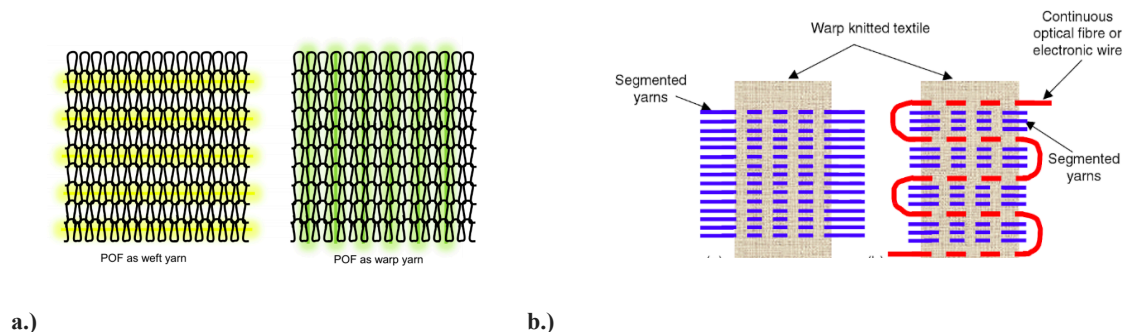 POF as weft yarn
POF as warp yarn
a.)
Warp knitted textile
Continuous
optical fibre or
electronic wire
Segmented
yarns
Segmented
yarns
b.)